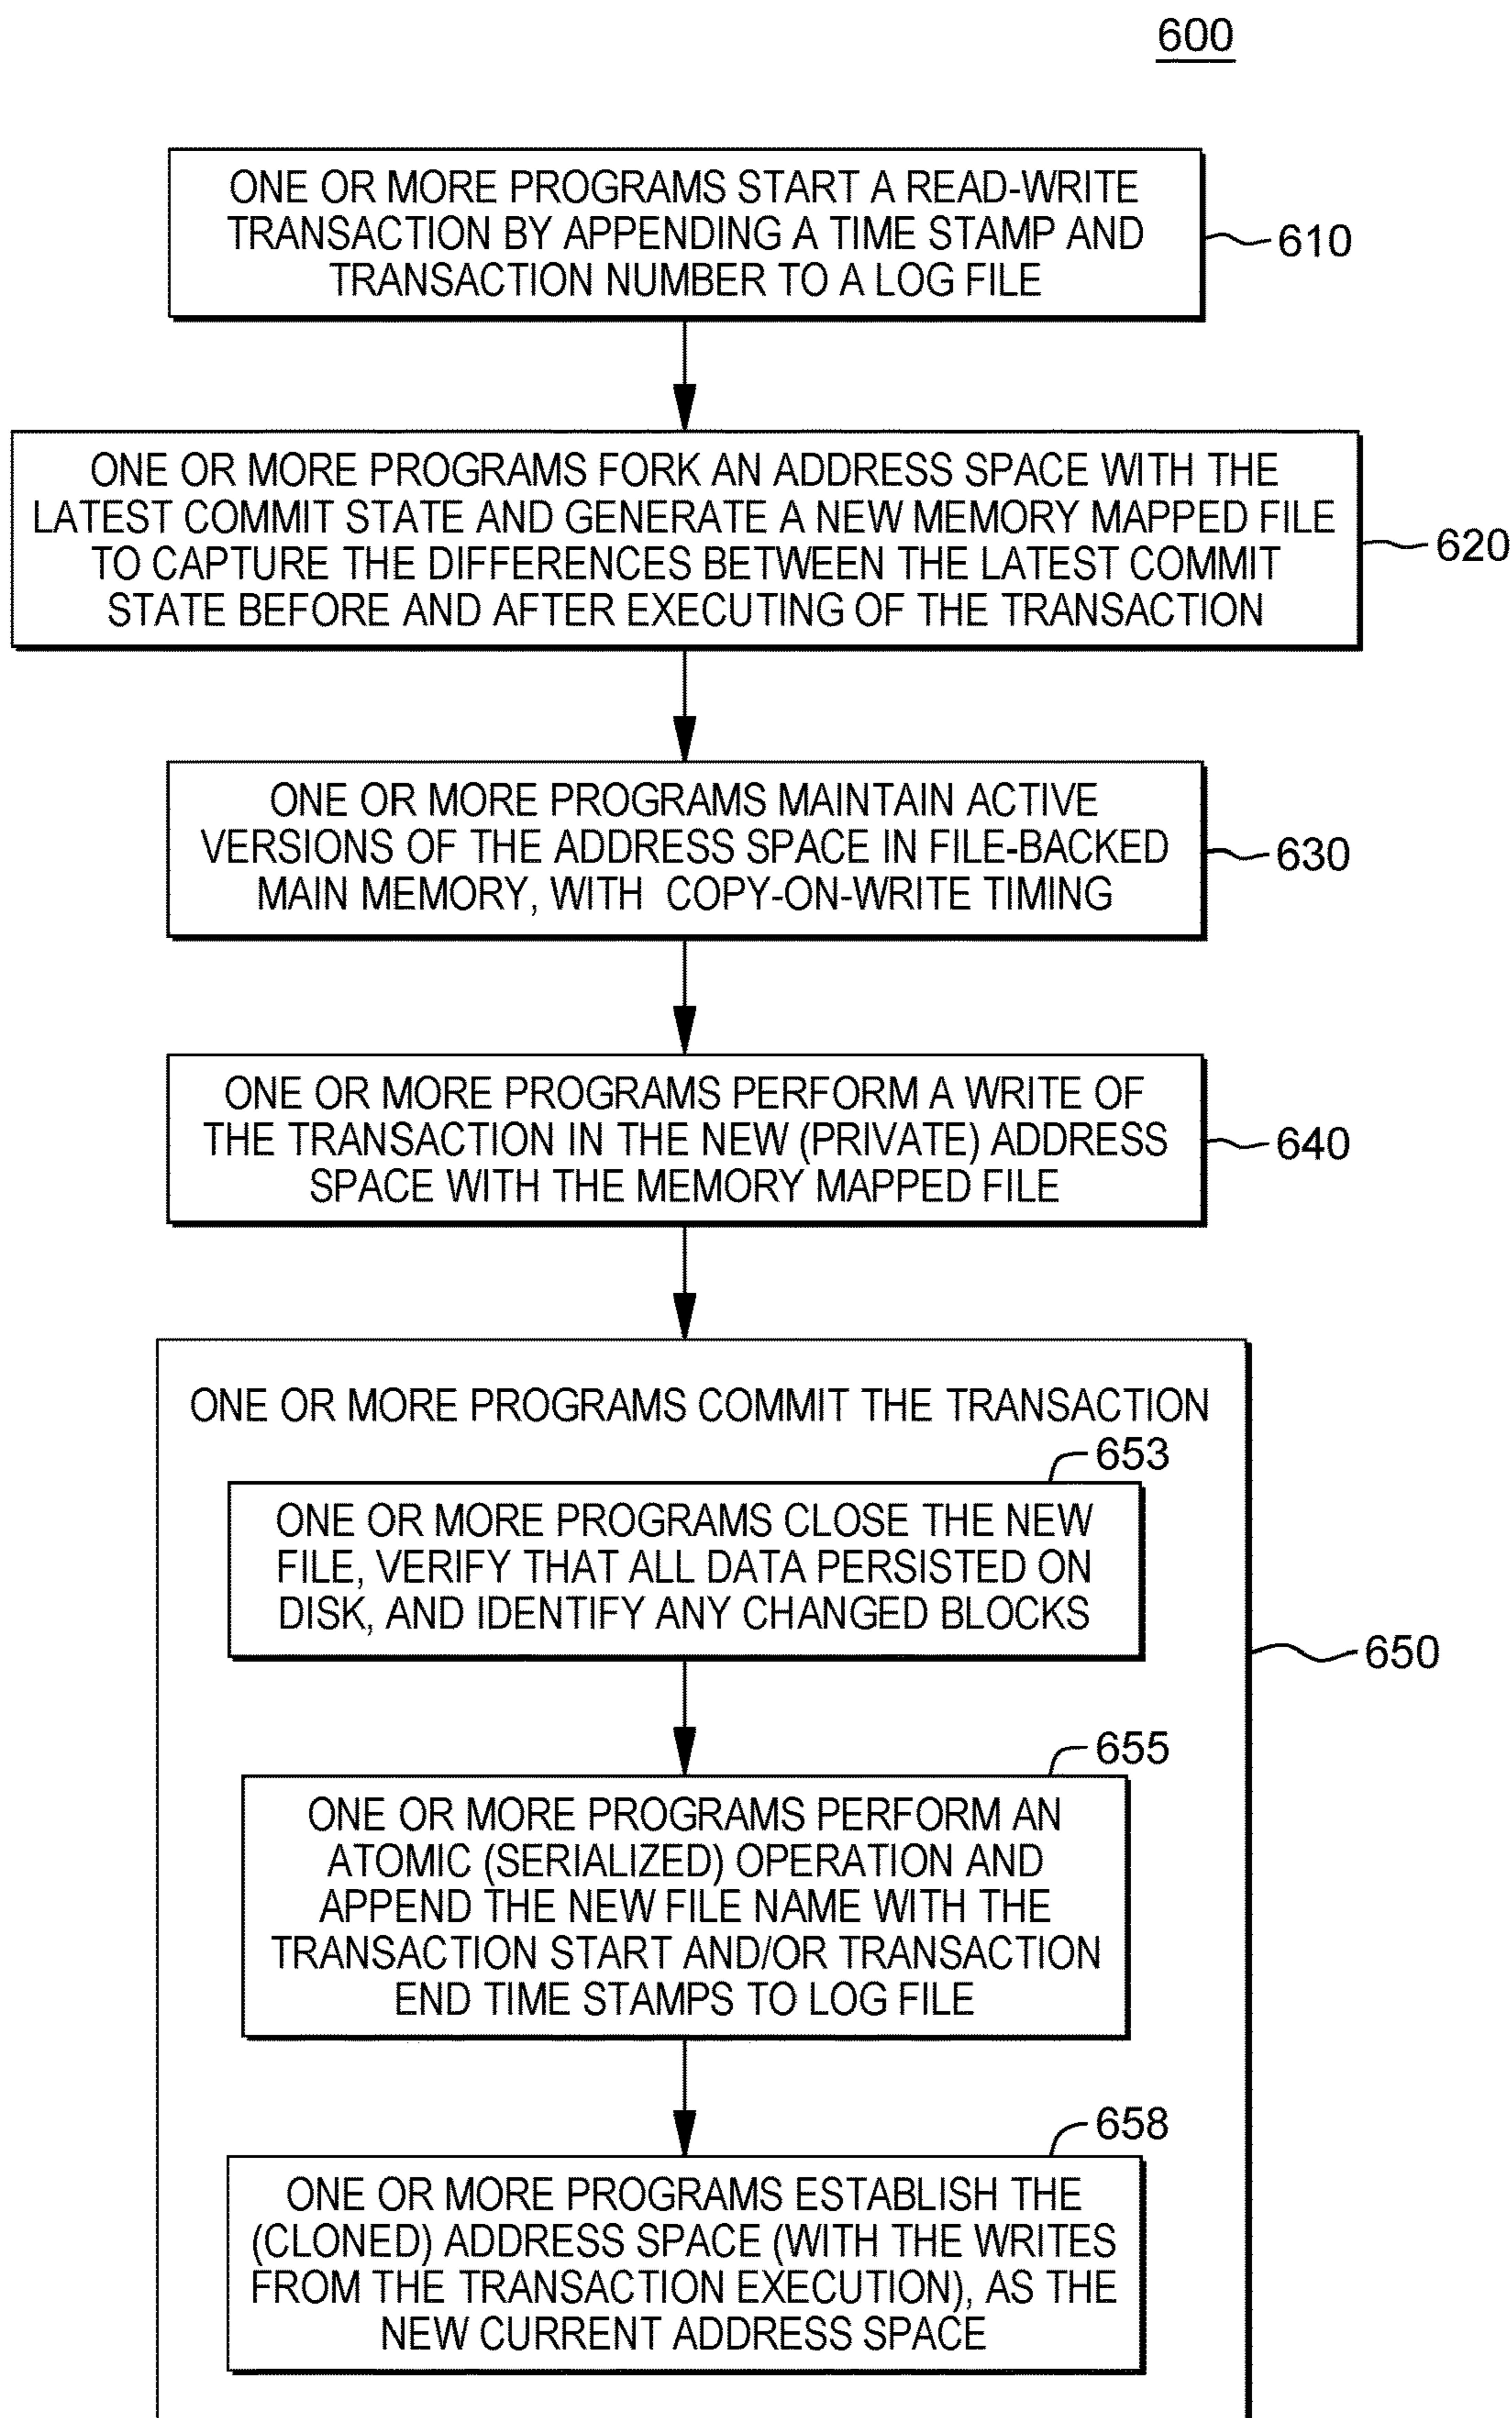 600
ONE OR MORE PROGRAMS START A READ-WRITE
TRANSACTION BY APPENDING A TIME STAMP AND
TRANSACTION NUMBER TO A LOG FILE
610
ONE OR MORE PROGRAMS FORK AN ADDRESS SPACE WITH THE
LATEST COMMIT STATE AND GENERATE A NEW MEMORY MAPPED FILE
TO CAPTURE THE DIFFERENCES BETWEEN THE LATEST COMMIT
STATE BEFORE AND AFTER EXECUTING OF THE TRANSACTION
620
ONE OR MORE PROGRAMS MAINTAIN ACTIVE
VERSIONS OF THE ADDRESS SPACE IN FILE-BACKED
MAIN MEMORY, WITH COPY-ON-WRITE TIMING
630
ONE OR MORE PROGRAMS PERFORM A WRITE OF
THE TRANSACTION IN THE NEW (PRIVATE) ADDRESS
SPACE WITH THE MEMORY MAPPED FILE
640
ONE OR MORE PROGRAMS COMMIT THE TRANSACTION
653
ONE OR MORE PROGRAMS CLOSE THE NEW
FILE, VERIFY THAT ALL DATA PERSISTED ON
DISK, AND IDENTIFY ANY CHANGED BLOCKS
650
655
ONE OR MORE PROGRAMS PERFORM AN
ATOMIC (SERIALIZED) OPERATION AND
APPEND THE NEW FILE NAME WITH THE
TRANSACTION START AND/OR TRANSACTION
END TIME STAMPS TO LOG FILE
658
ONE OR MORE PROGRAMS ESTABLISH THE
(CLONED) ADDRESS SPACE (WITH THE WRITES
FROM THE TRANSACTION EXECUTION), AS THE
NEW CURRENT ADDRESS SPACE